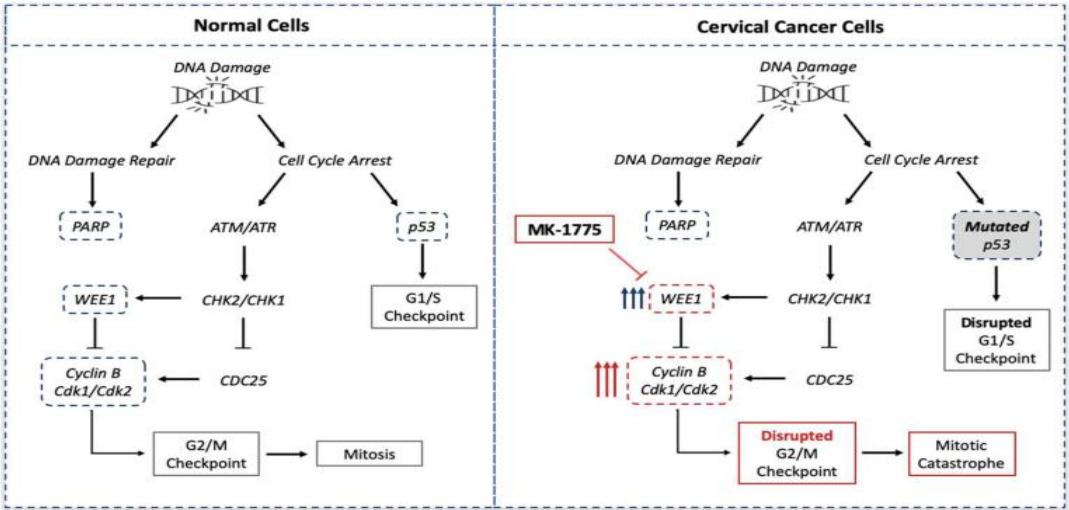 Normal Cells
DNA Damage
DNA Damage Repair
Cell Cycle Arrest
PARP
ATM/ATR
p53
WEE1
CHK2/CHK1
G1/S
Checkpoint
Cyclin B
Cdk1/Cdk2
CDC25
G2/M
Checkpoint
Mitosis
Cervical Cancer Cells
DNA Damage
DNA Damage Repair
Cell Cycle Arrest
MK-1775
PARP
ATM/ATR
Mutated
p53
WEE1
CHK2/CHK1
Disrupted
G1/S
Checkpoint
Cyclin B
Cdk1/Cdk2
CDC25
Disrupted
G2/M
Checkpoint
Mitotic
Catastrophe